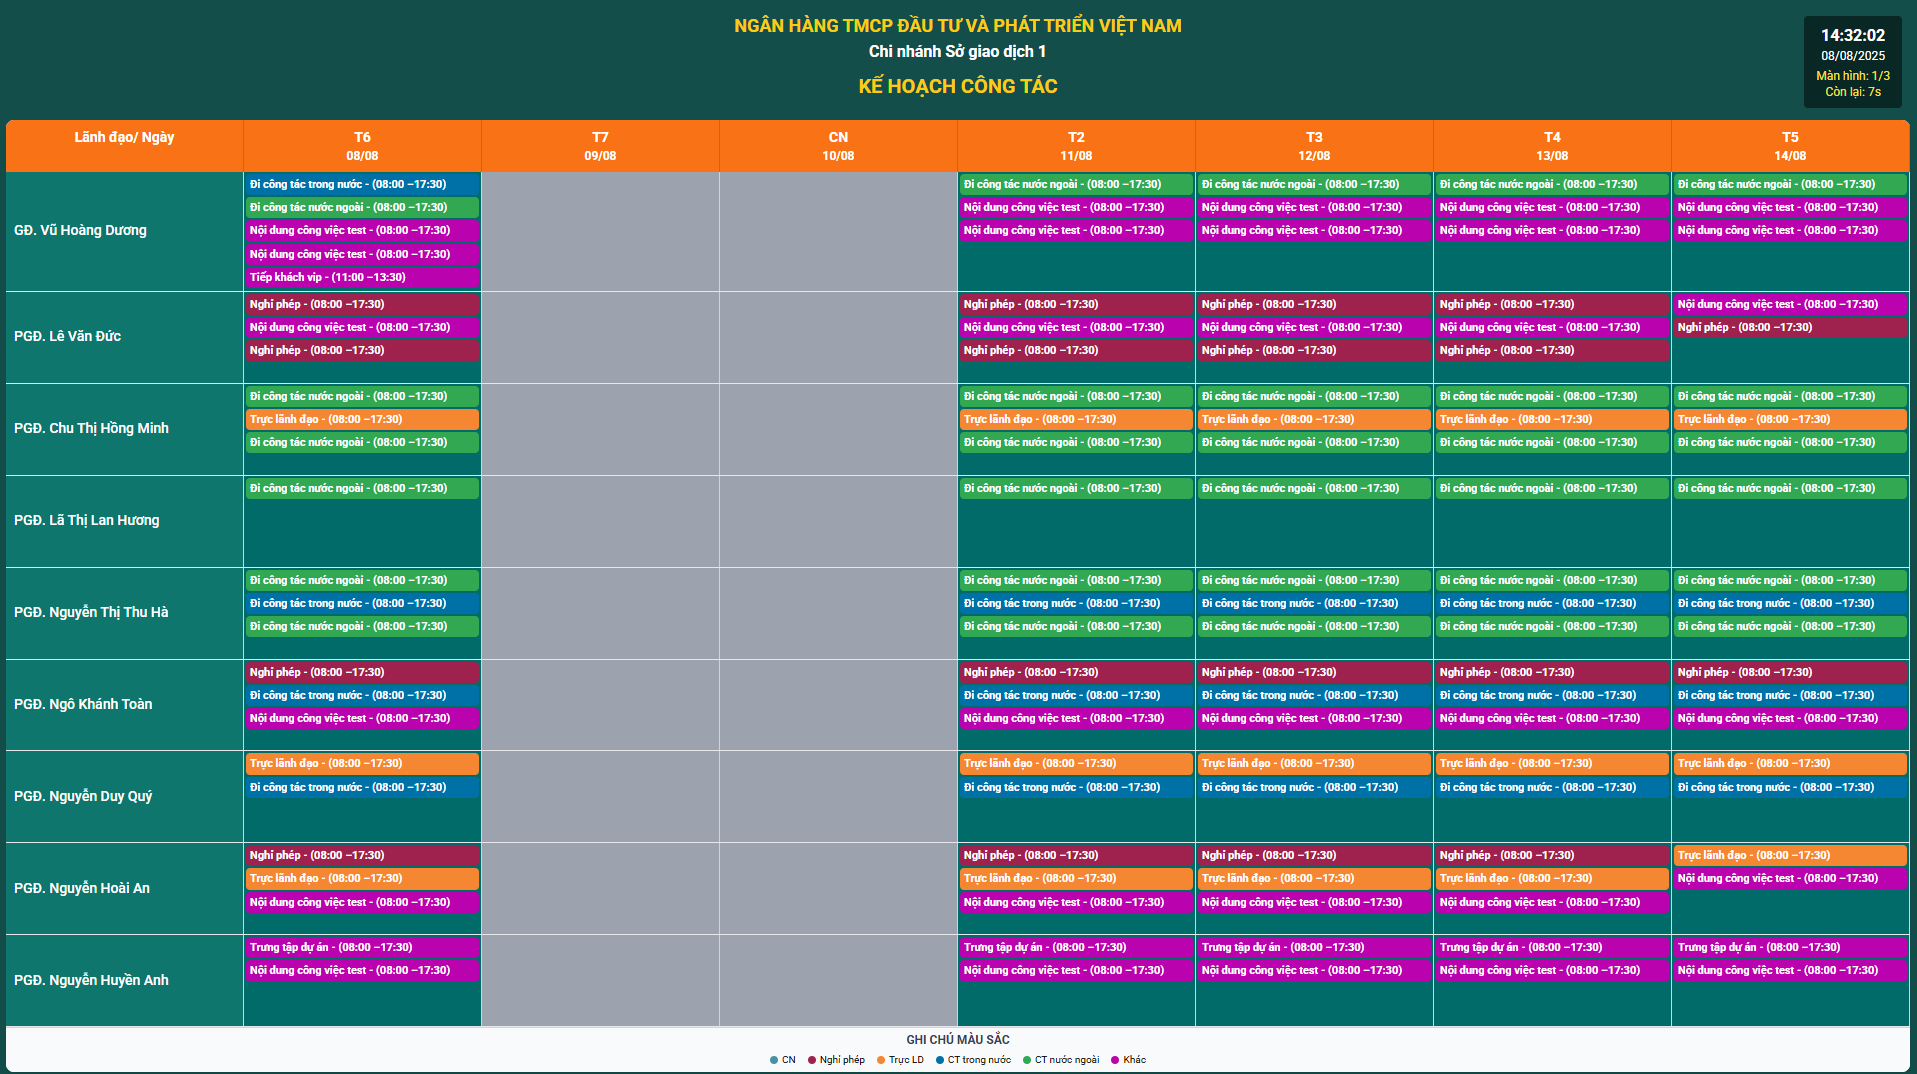 NGÂN HÀNG TMCP ĐẦU TƯ VÀ PHÁT TRIỂN VIỆT NAM
Chi nhánh Sở giao dịch 1
KẾ HOẠCH CÔNG TÁC
14:32:02
08/08/2025
Màn hình: 1/3
Còn lại: 7s
Lãnh đạo/ Ngày T6 T7 CN T2 T3 T4 T5
08/08 09/08 10/08 11/08 12/08 13/08 14/08
GĐ. Vũ Hoàng Dương
Đi công tác trong nước - (08:00 –17:30) Đi công tác nước ngoài - (08:00 –17:30) Đi công tác nước ngoài - (08:00 –17:30) Đi công tác nước ngoài - (08:00 –17:30) Đi công tác nước ngoài - (08:00 –17:30)
Đi công tác nước ngoài - (08:00 –17:30) Nội dung công việc test - (08:00 –17:30) Nội dung công việc test - (08:00 –17:30) Nội dung công việc test - (08:00 –17:30) Nội dung công việc test - (08:00 –17:30)
Nội dung công việc test - (08:00 –17:30) Nội dung công việc test - (08:00 –17:30) Nội dung công việc test - (08:00 –17:30) Nội dung công việc test - (08:00 –17:30) Nội dung công việc test - (08:00 –17:30)
Nội dung công việc test - (08:00 –17:30)
Tiếp khách vip - (11:00 –13:30)
PGĐ. Lê Văn Đức
Nghỉ phép - (08:00 –17:30) Nghỉ phép - (08:00 –17:30) Nghỉ phép - (08:00 –17:30) Nghỉ phép - (08:00 –17:30) Nội dung công việc test - (08:00 –17:30)
Nội dung công việc test - (08:00 –17:30) Nội dung công việc test - (08:00 –17:30) Nội dung công việc test - (08:00 –17:30) Nội dung công việc test - (08:00 –17:30) Nghỉ phép - (08:00 –17:30)
Nghỉ phép - (08:00 –17:30) Nghỉ phép - (08:00 –17:30) Nghỉ phép - (08:00 –17:30) Nghỉ phép - (08:00 –17:30)
PGĐ. Chu Thị Hồng Minh
Đi công tác nước ngoài - (08:00 –17:30) Đi công tác nước ngoài - (08:00 –17:30) Đi công tác nước ngoài - (08:00 –17:30) Đi công tác nước ngoài - (08:00 –17:30) Đi công tác nước ngoài - (08:00 –17:30)
Trực lãnh đạo - (08:00 –17:30) Trực lãnh đạo - (08:00 –17:30) Trực lãnh đạo - (08:00 –17:30) Trực lãnh đạo - (08:00 –17:30) Trực lãnh đạo - (08:00 –17:30)
Đi công tác nước ngoài - (08:00 –17:30) Đi công tác nước ngoài - (08:00 –17:30) Đi công tác nước ngoài - (08:00 –17:30) Đi công tác nước ngoài - (08:00 –17:30) Đi công tác nước ngoài - (08:00 –17:30)
PGĐ. Lã Thị Lan Hương
Đi công tác nước ngoài - (08:00 –17:30) Đi công tác nước ngoài - (08:00 –17:30) Đi công tác nước ngoài - (08:00 –17:30) Đi công tác nước ngoài - (08:00 –17:30) Đi công tác nước ngoài - (08:00 –17:30)
PGĐ. Nguyễn Thị Thu Hà
Đi công tác nước ngoài - (08:00 –17:30) Đi công tác nước ngoài - (08:00 –17:30) Đi công tác nước ngoài - (08:00 –17:30) Đi công tác nước ngoài - (08:00 –17:30) Đi công tác nước ngoài - (08:00 –17:30)
Đi công tác trong nước - (08:00 –17:30) Đi công tác trong nước - (08:00 –17:30) Đi công tác trong nước - (08:00 –17:30) Đi công tác trong nước - (08:00 –17:30) Đi công tác trong nước - (08:00 –17:30)
Đi công tác nước ngoài - (08:00 –17:30) Đi công tác nước ngoài - (08:00 –17:30) Đi công tác nước ngoài - (08:00 –17:30) Đi công tác nước ngoài - (08:00 –17:30) Đi công tác nước ngoài - (08:00 –17:30)
PGĐ. Ngô Khánh Toàn
Nghỉ phép - (08:00 –17:30) Nghỉ phép - (08:00 –17:30) Nghỉ phép - (08:00 –17:30) Nghỉ phép - (08:00 –17:30) Nghỉ phép - (08:00 –17:30)
Đi công tác trong nước - (08:00 –17:30) Đi công tác trong nước - (08:00 –17:30) Đi công tác trong nước - (08:00 –17:30) Đi công tác trong nước - (08:00 –17:30) Đi công tác trong nước - (08:00 –17:30)
Nội dung công việc test - (08:00 –17:30) Nội dung công việc test - (08:00 –17:30) Nội dung công việc test - (08:00 –17:30) Nội dung công việc test - (08:00 –17:30) Nội dung công việc test - (08:00 –17:30)
PGĐ. Nguyễn Duy Quý
Trực lãnh đạo - (08:00 –17:30) Trực lãnh đạo - (08:00 –17:30) Trực lãnh đạo - (08:00 –17:30) Trực lãnh đạo - (08:00 –17:30) Trực lãnh đạo - (08:00 –17:30)
Đi công tác trong nước - (08:00 –17:30) Đi công tác trong nước - (08:00 –17:30) Đi công tác trong nước - (08:00 –17:30) Đi công tác trong nước - (08:00 –17:30) Đi công tác trong nước - (08:00 –17:30)
PGĐ. Nguyễn Hoài An
Nghỉ phép - (08:00 –17:30) Nghỉ phép - (08:00 –17:30) Nghỉ phép - (08:00 –17:30) Nghỉ phép - (08:00 –17:30) Trực lãnh đạo - (08:00 –17:30)
Trực lãnh đạo - (08:00 –17:30) Trực lãnh đạo - (08:00 –17:30) Trực lãnh đạo - (08:00 –17:30) Trực lãnh đạo - (08:00 –17:30) Nội dung công việc test - (08:00 –17:30)
Nội dung công việc test - (08:00 –17:30) Nội dung công việc test - (08:00 –17:30) Nội dung công việc test - (08:00 –17:30) Nội dung công việc test - (08:00 –17:30)
PGĐ. Nguyễn Huyền Anh
Trưng tập dự án - (08:00 –17:30) Trưng tập dự án - (08:00 –17:30) Trưng tập dự án - (08:00 –17:30) Trưng tập dự án - (08:00 –17:30) Trưng tập dự án - (08:00 –17:30)
Nội dung công việc test - (08:00 –17:30) Nội dung công việc test - (08:00 –17:30) Nội dung công việc test - (08:00 –17:30) Nội dung công việc test - (08:00 –17:30) Nội dung công việc test - (08:00 –17:30)
GHI CHÚ MÀU SẮC
CN Nghỉ phép Trực LD CT trong nước CT nước ngoài Khác